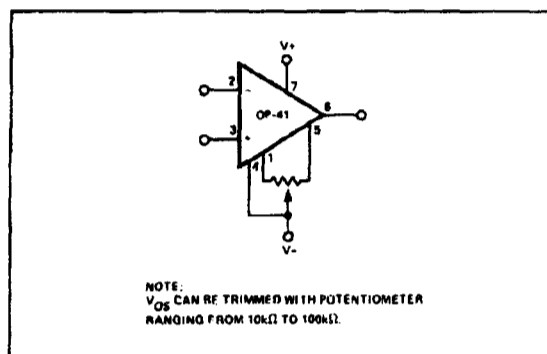 V+
2
7
−
OP-41
6
3
+
5
4
1
V−
NOTE:
VOS CAN BE TRIMMED WITH POTENTIOMETER
RANGING FROM 10kΩ TO 100kΩ.